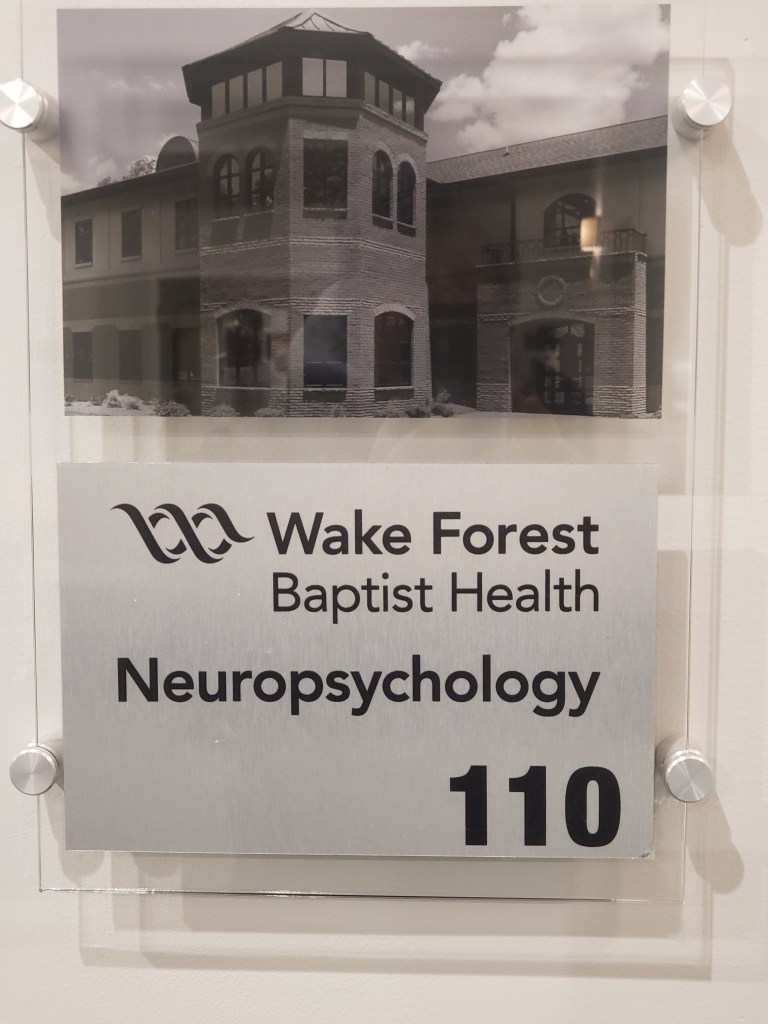 Wake Forest
Baptist Health
Neuropsychology
110